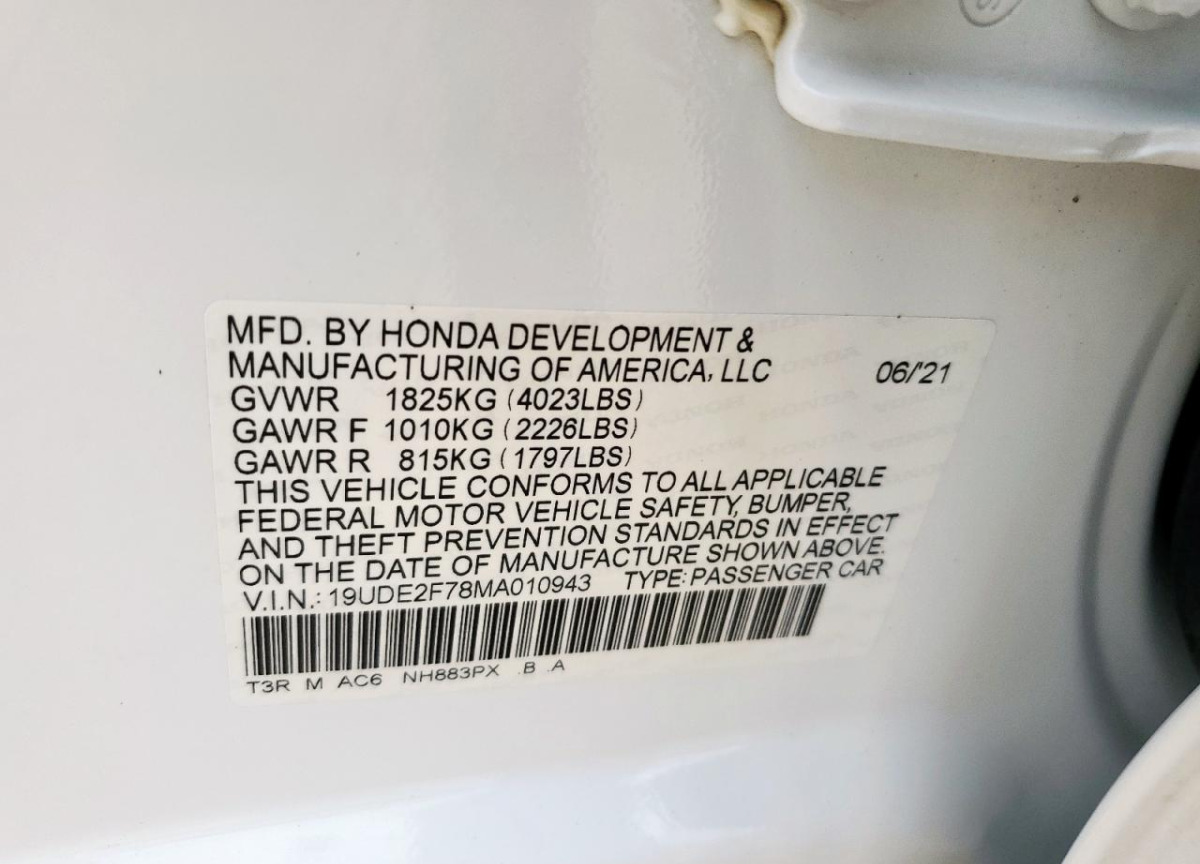 MFD. BY HONDA DEVELOPMENT &
MANUFACTURING OF AMERICA, LLC 06/'21
GVWR 1825KG (4023LBS)
GAWR F 1010KG (2226LBS)
GAWR R 815KG (1797LBS)
THIS VEHICLE CONFORMS TO ALL APPLICABLE
FEDERAL MOTOR VEHICLE SAFETY, BUMPER,
AND THEFT PREVENTION STANDARDS IN EFFECT
ON THE DATE OF MANUFACTURE SHOWN ABOVE.
V.I.N.: 19UDE2F78MA010943 TYPE: PASSENGER CAR
T3R M AC6 NH883PX .B .A